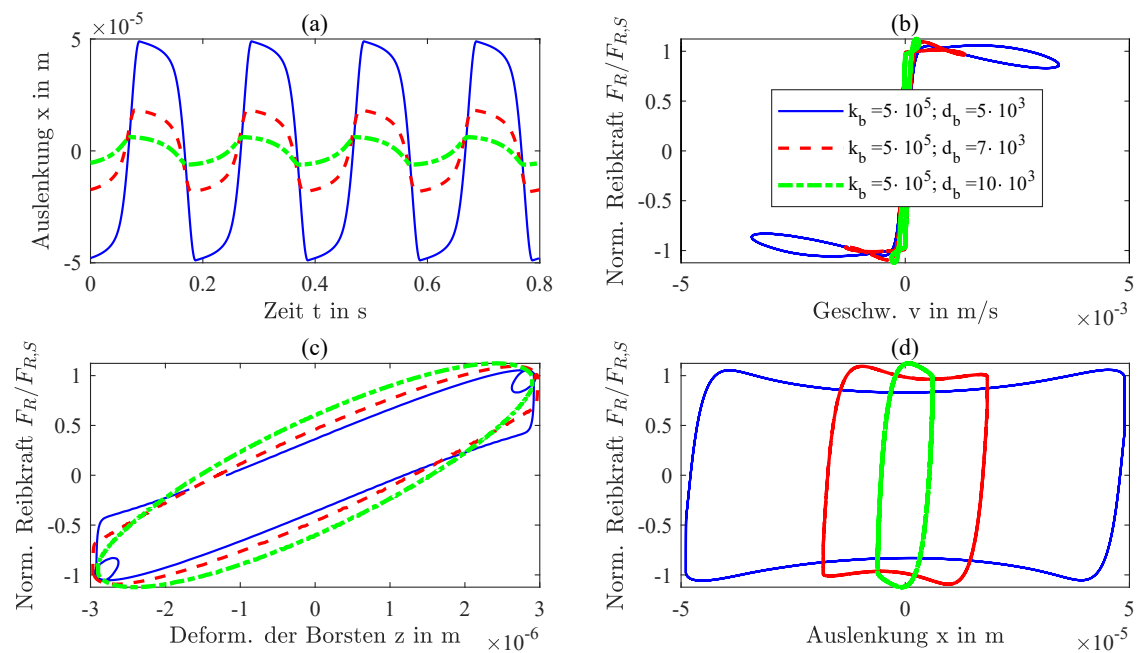 (a)
×10⁻⁵
5
0
-5
Auslenkung x in m
0 0.2 0.4 0.6 0.8
Zeit t in s
(b)
1
0.5
0
-0.5
-1
Norm. Reibkraft F_R/F_{R,S}
k_b =5· 10⁵; d_b =5· 10³
k_b =5· 10⁵; d_b =7· 10³
k_b =5· 10⁵; d_b =10· 10³
-5 0 5
Geschw. v in m/s
×10⁻³
(c)
1
0.5
0
-0.5
-1
Norm. Reibkraft F_R/F_{R,S}
-3 -2 -1 0 1 2 3
Deform. der Borsten z in m
×10⁻⁶
(d)
1
0.5
0
-0.5
-1
Norm. Reibkraft F_R/F_{R,S}
-5 0 5
Auslenkung x in m
×10⁻⁵